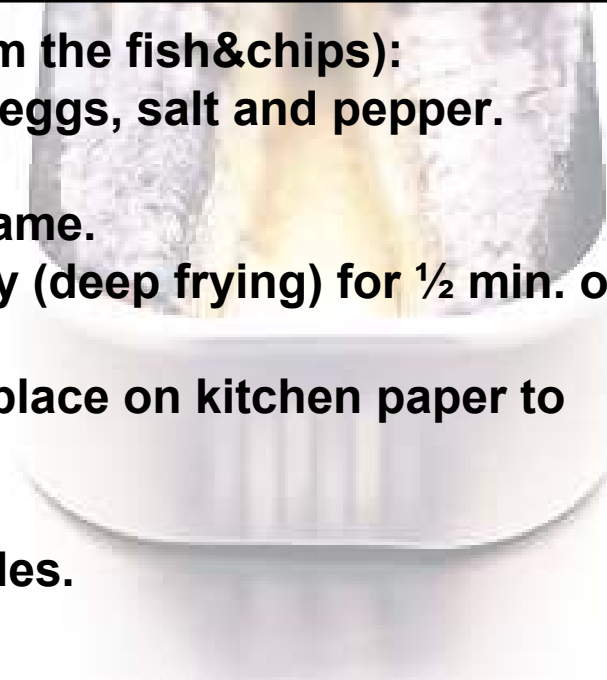 m the fish&chips):
eggs, salt and pepper.
ame.
y (deep frying) for ½ min. o
place on kitchen paper to
les.